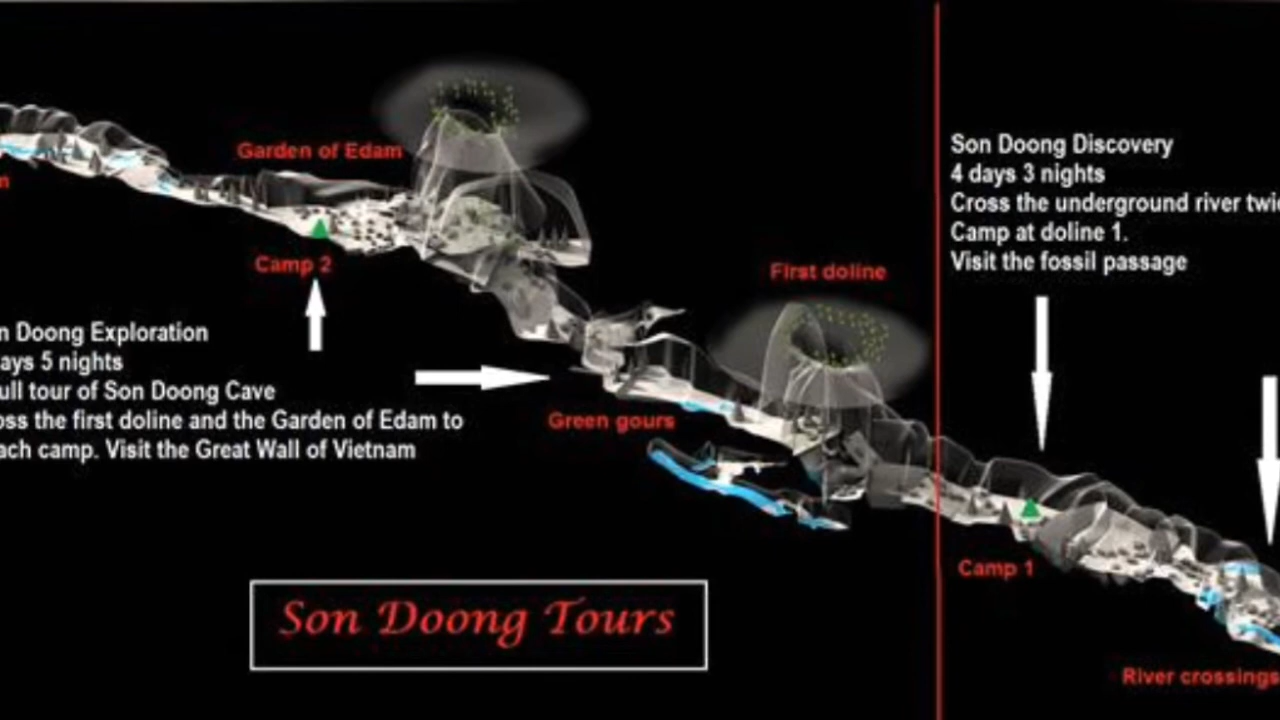 Garden of Edam
Camp 2
n Doong Exploration
ays 5 nights
ull tour of Son Doong Cave
oss the first doline and the Garden of Edam to
ach camp. Visit the Great Wall of Vietnam
Green gours
First doline
Son Doong Tours
Son Doong Discovery
4 days 3 nights
Cross the underground river twi
Camp at doline 1.
Visit the fossil passage
Camp 1
River crossings